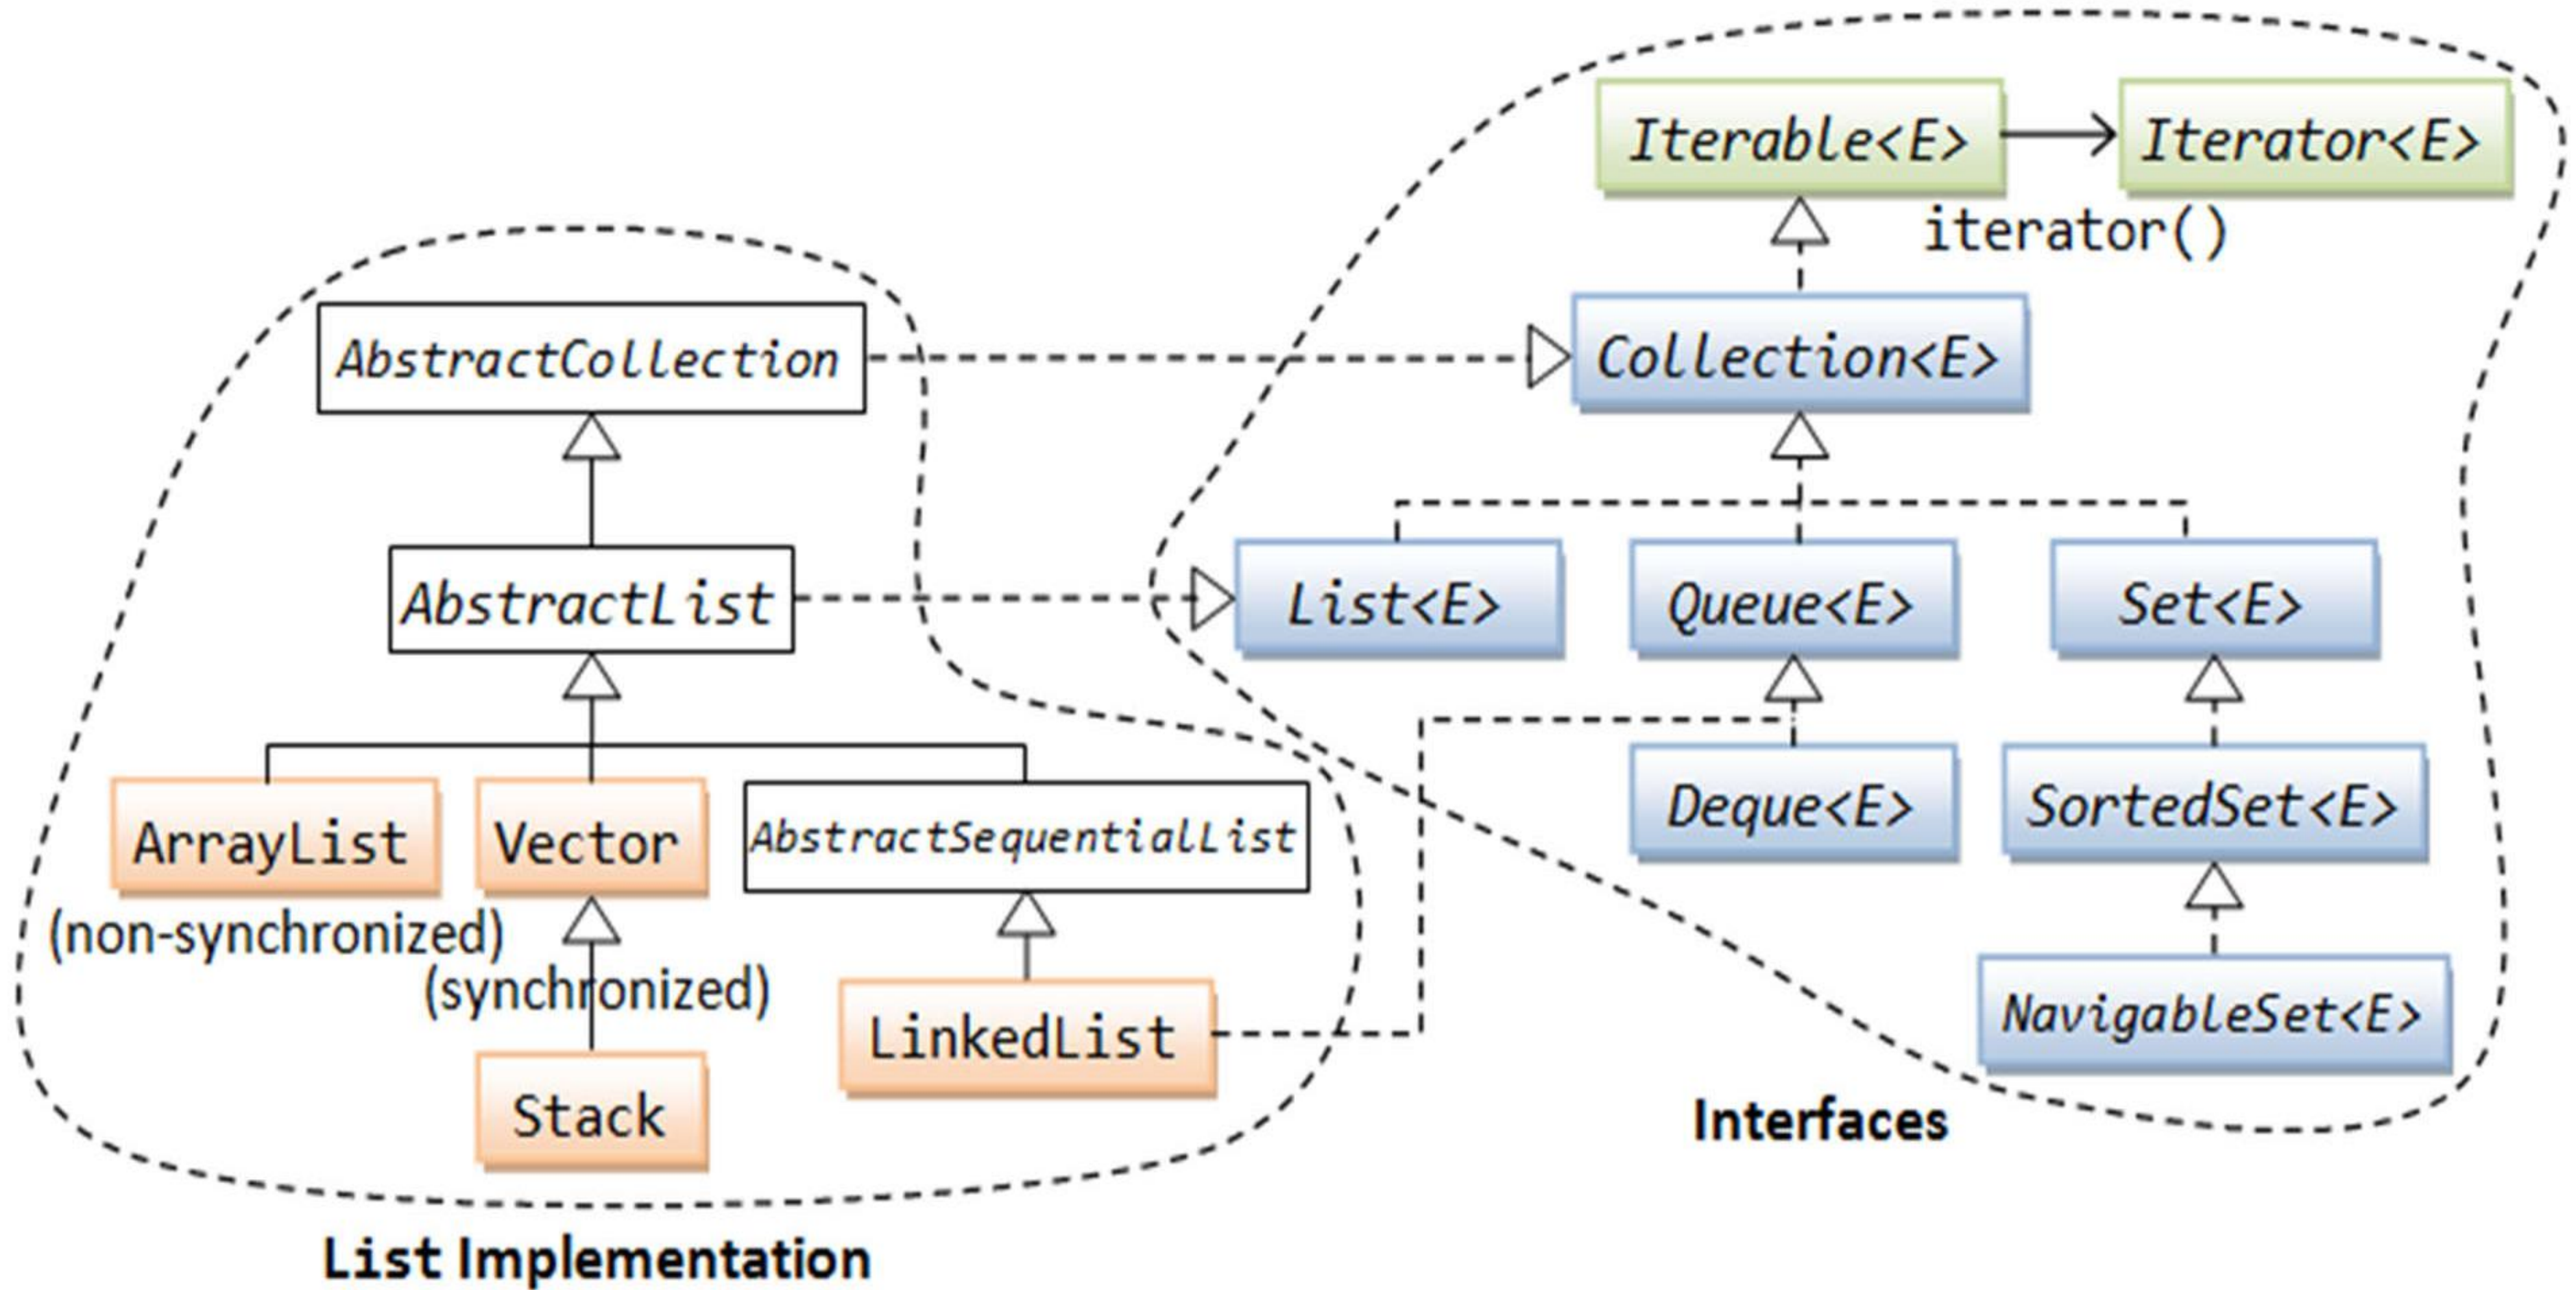 Iterable<E>
Iterator<E>
iterator()
AbstractCollection
Collection<E>
AbstractList
List<E>
Queue<E>
Set<E>
ArrayList
Vector
AbstractSequentialList
Deque<E>
SortedSet<E>
(non-synchronized)
(synchronized)
LinkedList
NavigableSet<E>
Stack
Interfaces
List Implementation